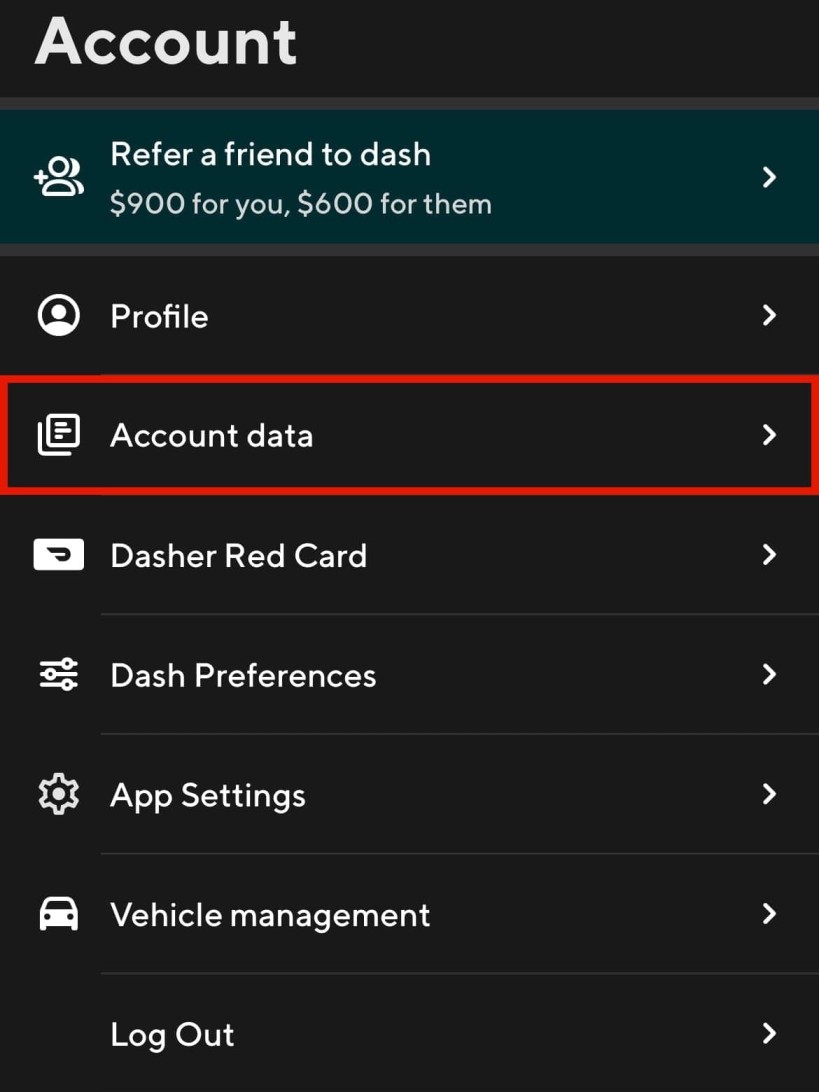 Account
Refer a friend to dash
$900 for you, $600 for them
Profile
Account data
Dasher Red Card
Dash Preferences
App Settings
Vehicle management
Log Out